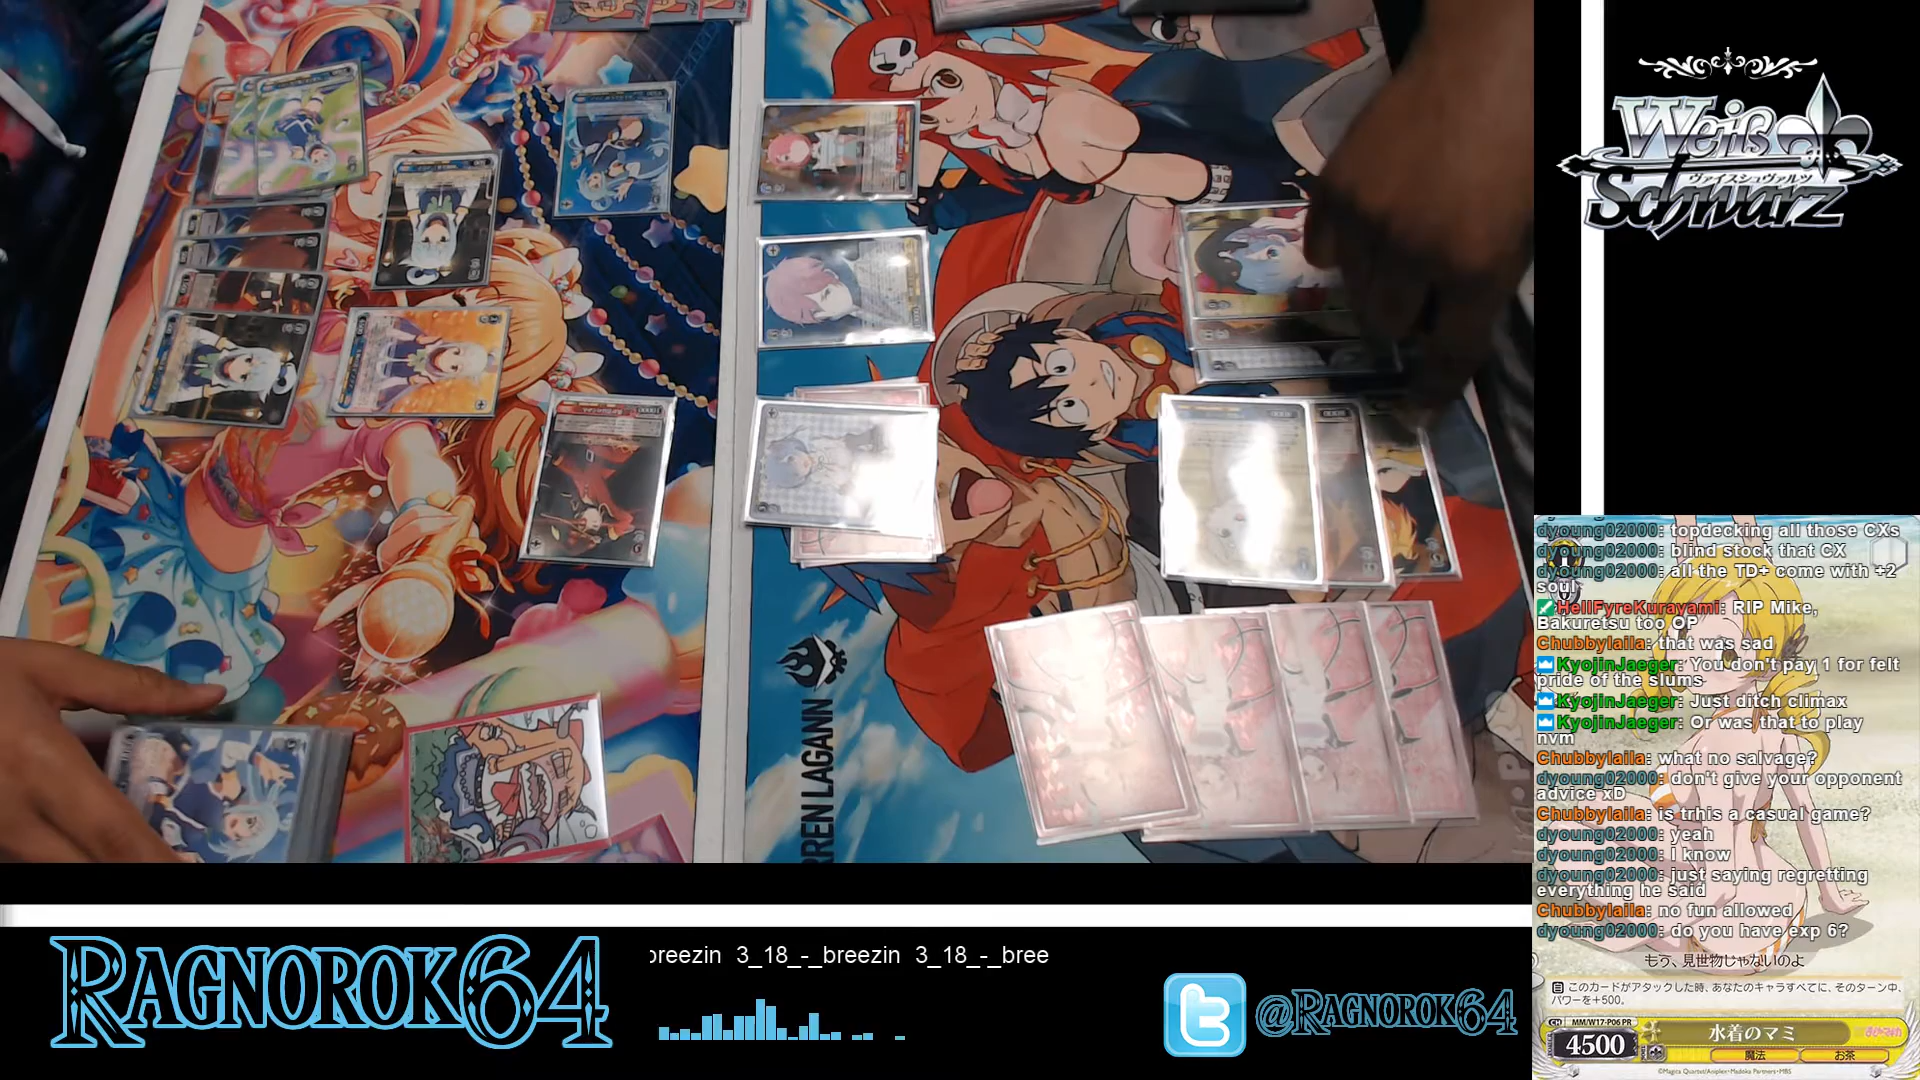 Weiß
ヴァイスシュヴァルツ
Schwarz
dyoung02000: topdecking all those CXs
dyoung02000: blind stock that CX
dyoung02000: all the TD+ come with +2
soul
HellFyreKurayami: RIP Mike,
Bakuretsu too OP
Chubbylaila: that was sad
KyojinJaeger: You don't pay 1 for felt
pride of the slums
KyojinJaeger: Just ditch climax
KyojinJaeger: Or was that to play
nvm
Chubbylaila: what no salvage?
dyoung02000: don't give your opponent
advice xD
Chubbylaila: is trhis a casual game?
dyoung02000: yeah
dyoung02000: I know
dyoung02000: just saying regretting
everything he said
Chubbylaila: no fun allowed
dyoung02000: do you have exp 6?
もう、見世物じゃないのよ
このカードがアタックした時、あなたのキャラすべてに、そのターン中、
パワーを+500。
MM/W17-P06 PR
水着のマミ
4500
魔法
お茶
©Magica Quartet/Aniplex・Madoka Partners・MBS
RREN LAGANN
RAGNOROK64
breezin 3_18_-_breezin 3_18_-_bree
@RAGNOROK64